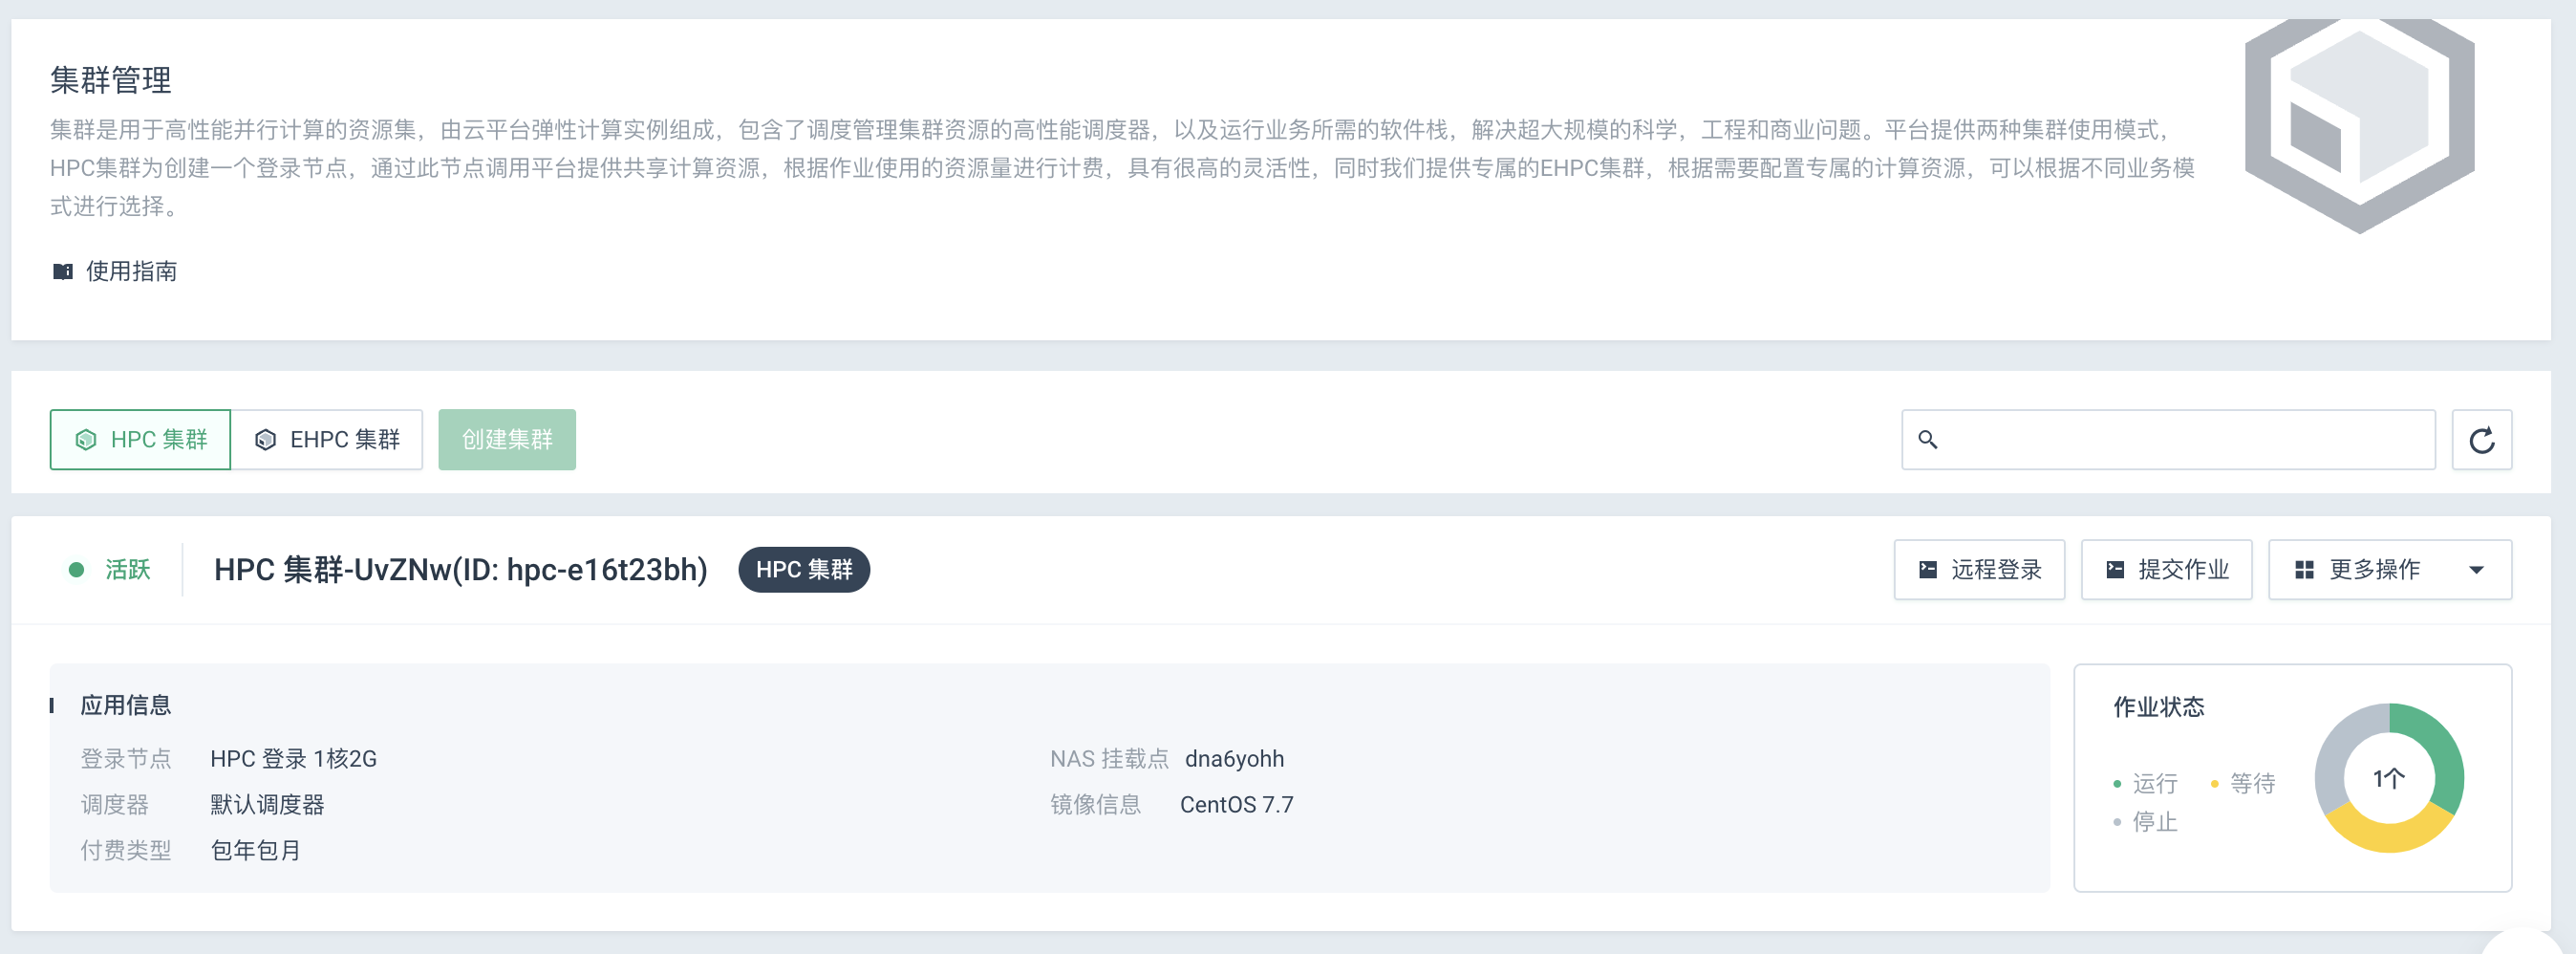 集群管理
集群是用于高性能并行计算的资源集，由云平台弹性计算实例组成，包含了调度管理集群资源的高性能调度器，以及运行业务所需的软件栈，解决超大规模的科学，工程和商业问题。平台提供两种集群使用模式，
HPC集群为创建一个登录节点，通过此节点调用平台提供共享计算资源，根据作业使用的资源量进行计费，具有很高的灵活性，同时我们提供专属的EHPC集群，根据需要配置专属的计算资源，可以根据不同业务模
式进行选择。
使用指南
HPC 集群 EHPC 集群 创建集群
活跃 HPC 集群-UvZNw(ID: hpc-e16t23bh) HPC 集群 远程登录 提交作业 更多操作
应用信息
登录节点 HPC 登录 1核2G NAS 挂载点 dna6yohh
调度器 默认调度器 镜像信息 CentOS 7.7
付费类型 包年包月
作业状态
运行 等待
停止
1个